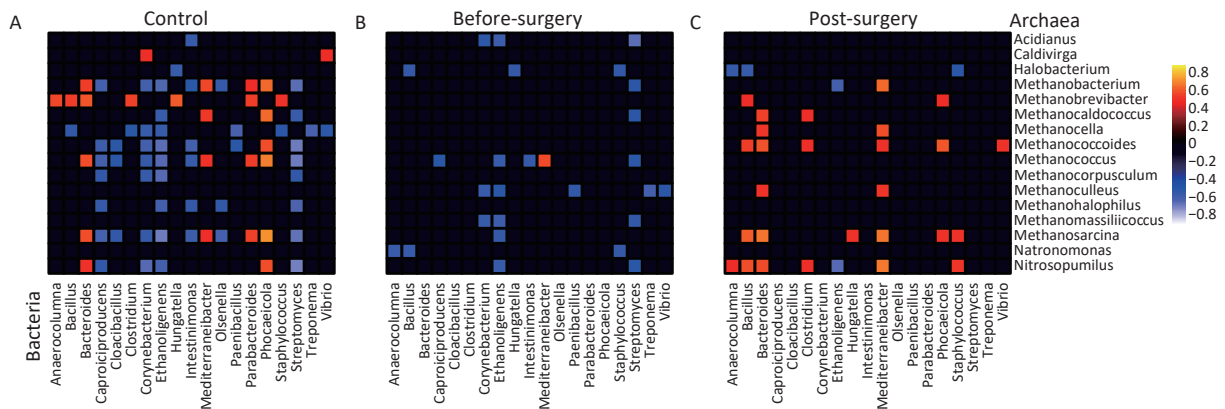 A Control B Before-surgery C Post-surgery Archaea
Acidianus
Caldivirga
Halobacterium
Methanobacterium
Methanobrevibacter
Methanocaldococcus
Methanocella
Methanococcoides
Methanococcus
Methanocorpusculum
Methanoculleus
Methanohalophilus
Methanomassiliicoccus
Methanosarcina
Natronomonas
Nitrosopumilus
0.8
0.6
0.4
0.2
0
−0.2
−0.4
−0.6
−0.8
Bacteria
Anaerocolumna
Bacillus
Bacteroides
Caproiciproducens
Cloacibacillus
Clostridium
Corynebacterium
Ethanoligenens
Hungatella
Intestinimonas
Mediterraneibacter
Olsenella
Paenibacillus
Parabacteroides
Phocaeicola
Staphylococcus
Streptomyces
Treponema
Vibrio
Anaerocolumna
Bacillus
Bacteroides
Caproiciproducens
Cloacibacillus
Clostridium
Corynebacterium
Ethanoligenens
Hungatella
Intestinimonas
Mediterraneibacter
Olsenella
Paenibacillus
Parabacteroides
Phocaeicola
Staphylococcus
Streptomyces
Treponema
Vibrio
Anaerocolumna
Bacillus
Bacteroides
Caproiciproducens
Cloacibacillus
Clostridium
Corynebacterium
Ethanoligenens
Hungatella
Intestinimonas
Mediterraneibacter
Olsenella
Paenibacillus
Parabacteroides
Phocaeicola
Staphylococcus
Streptomyces
Treponema
Vibrio